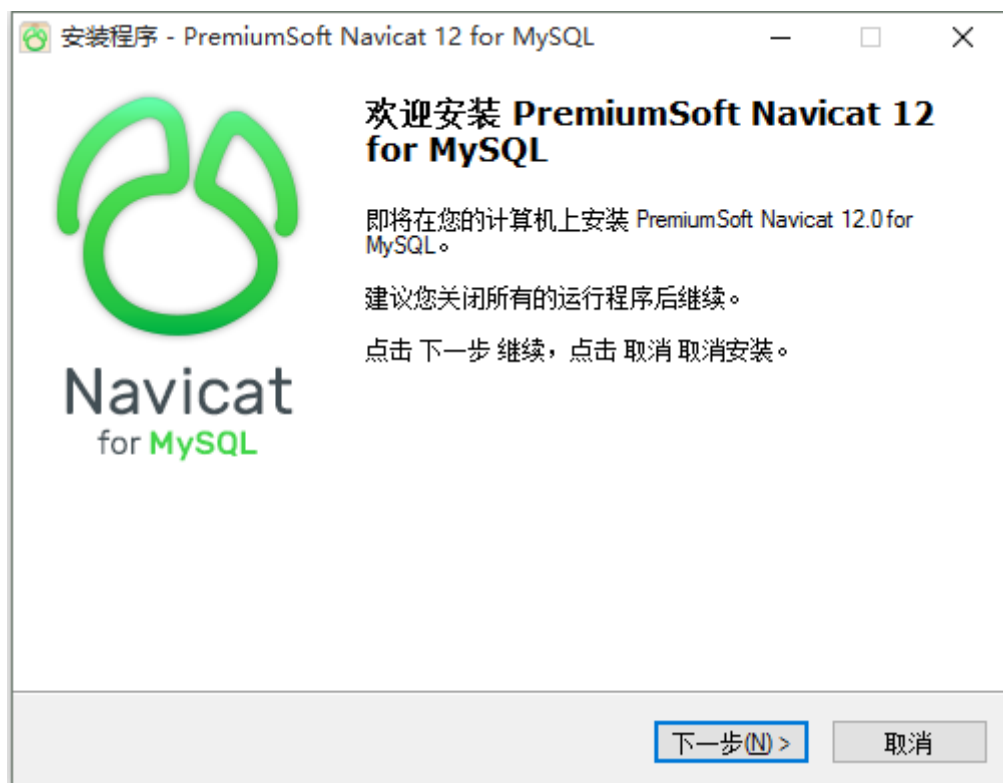 安装程序 - PremiumSoft Navicat 12 for MySQL
欢迎安装 PremiumSoft Navicat 12
for MySQL
即将在您的计算机上安装 PremiumSoft Navicat 12.0 for
MySQL。
建议您关闭所有的运行程序后继续。
点击 下一步 继续，点击 取消 取消安装。
Navicat
for MySQL
下一步(N) >
取消